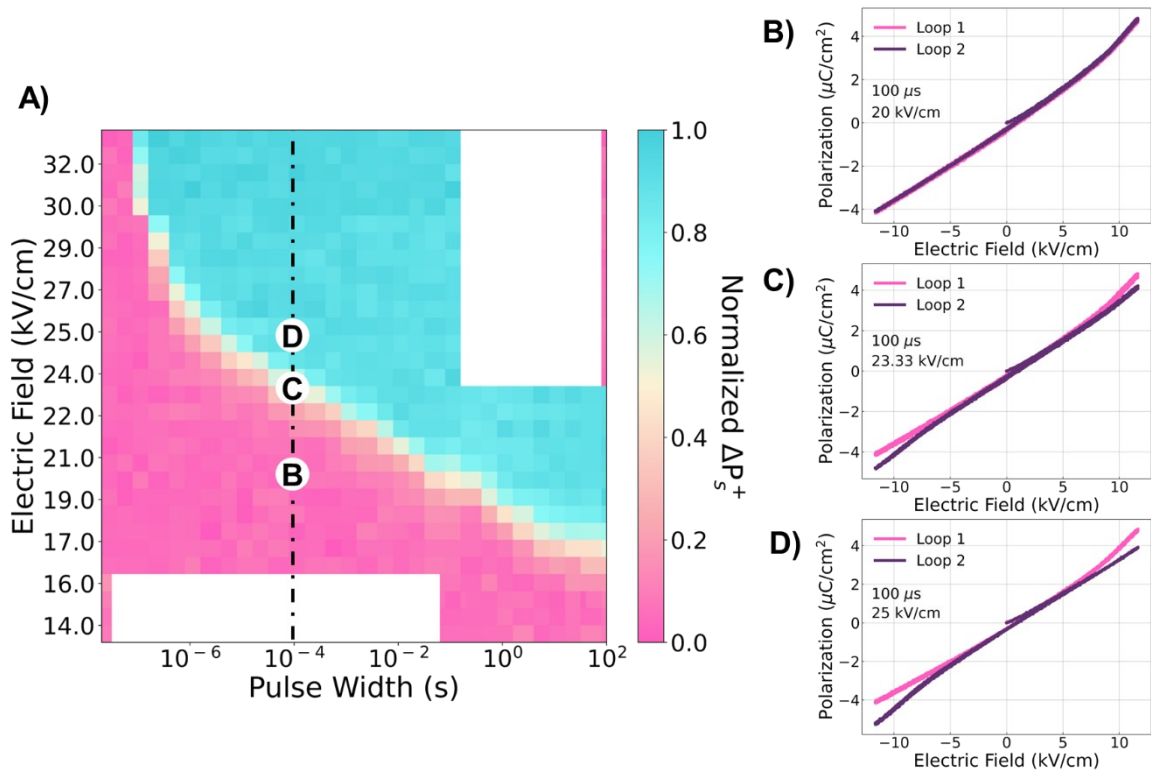 A)
32.0
30.0
29.0
27.0
25.0
24.0
22.0
21.0
19.0
17.0
16.0
14.0
Electric Field (kV/cm)
D
C
B
10⁻⁶
10⁻⁴
10⁻²
10⁰
10²
Pulse Width (s)
1.0
0.8
0.6
0.4
0.2
0.0
Normalized ΔPₛ⁺
B)
Loop 1
Loop 2
100 μs
20 kV/cm
4
2
0
−2
−4
Polarization (μC/cm²)
−10
−5
0
5
10
Electric Field (kV/cm)
C)
Loop 1
Loop 2
100 μs
23.33 kV/cm
4
2
0
−2
−4
Polarization (μC/cm²)
−10
−5
0
5
10
Electric Field (kV/cm)
D)
Loop 1
Loop 2
100 μs
25 kV/cm
4
2
0
−2
−4
Polarization (μC/cm²)
−10
−5
0
5
10
Electric Field (kV/cm)